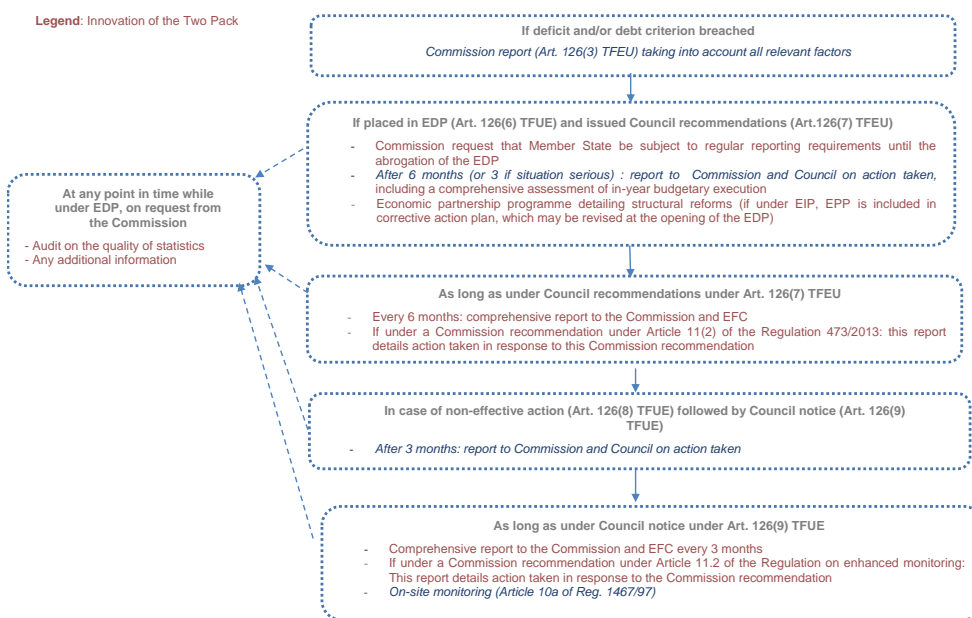 Legend: Innovation of the Two Pack
If deficit and/or debt criterion breached
Commission report (Art. 126(3) TFEU) taking into account all relevant factors
If placed in EDP (Art. 126(6) TFUE) and issued Council recommendations (Art.126(7) TFEU)
- Commission request that Member State be subject to regular reporting requirements until the
abrogation of the EDP
- After 6 months (or 3 if situation serious) : report to Commission and Council on action taken,
including a comprehensive assessment of in-year budgetary execution
- Economic partnership programme detailing structural reforms (if under EIP, EPP is included in
corrective action plan, which may be revised at the opening of the EDP)
At any point in time while
under EDP, on request from
the Commission
- Audit on the quality of statistics
- Any additional information
As long as under Council recommendations under Art. 126(7) TFEU
- Every 6 months: comprehensive report to the Commission and EFC
- If under a Commission recommendation under Article 11(2) of the Regulation 473/2013: this report
details action taken in response to this Commission recommendation
In case of non-effective action (Art. 126(8) TFUE) followed by Council notice (Art. 126(9)
TFUE)
- After 3 months: report to Commission and Council on action taken
As long as under Council notice under Art. 126(9) TFUE
- Comprehensive report to the Commission and EFC every 3 months
- If under a Commission recommendation under Article 11.2 of the Regulation on enhanced monitoring:
This report details action taken in response to the Commission recommendation
- On-site monitoring (Article 10a of Reg. 1467/97)